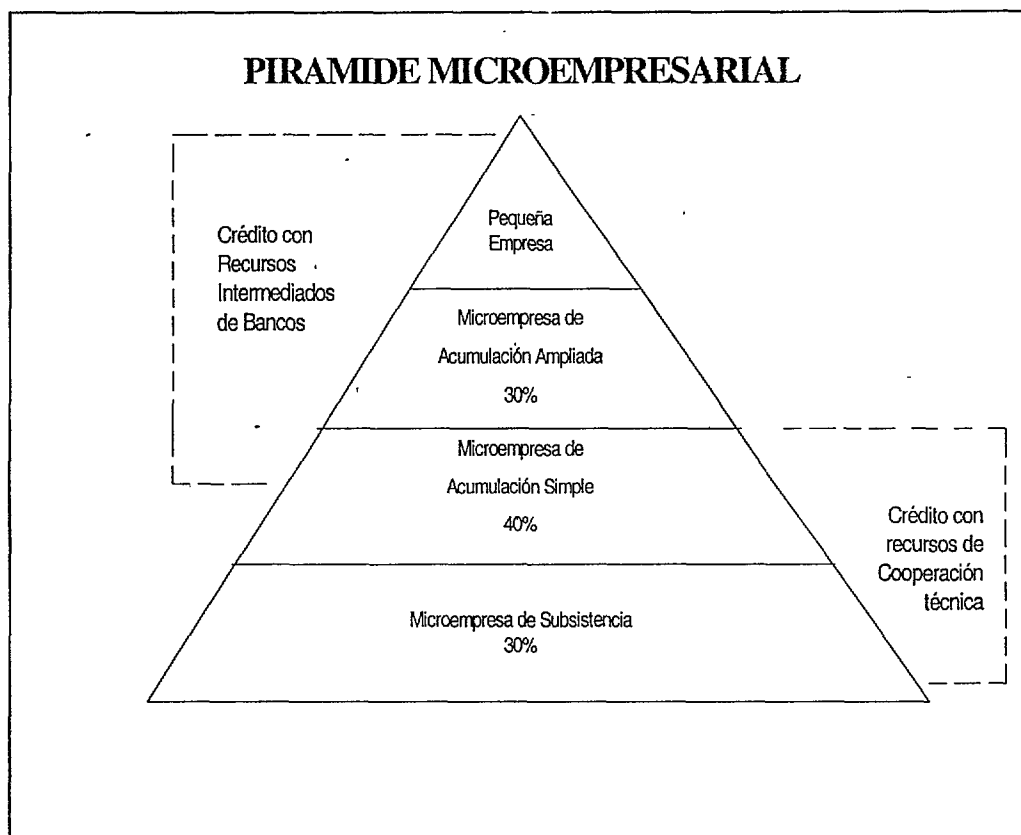 PIRAMIDE MICROEMPRESARIAL
Pequeña
Empresa
Crédito con
Recursos
Intermediados
de Bancos
Microempresa de
Acumulación Ampliada
30%
Microempresa de
Acumulación Simple
40%
Crédito con
recursos de
Cooperación
técnica
Microempresa de Subsistencia
30%